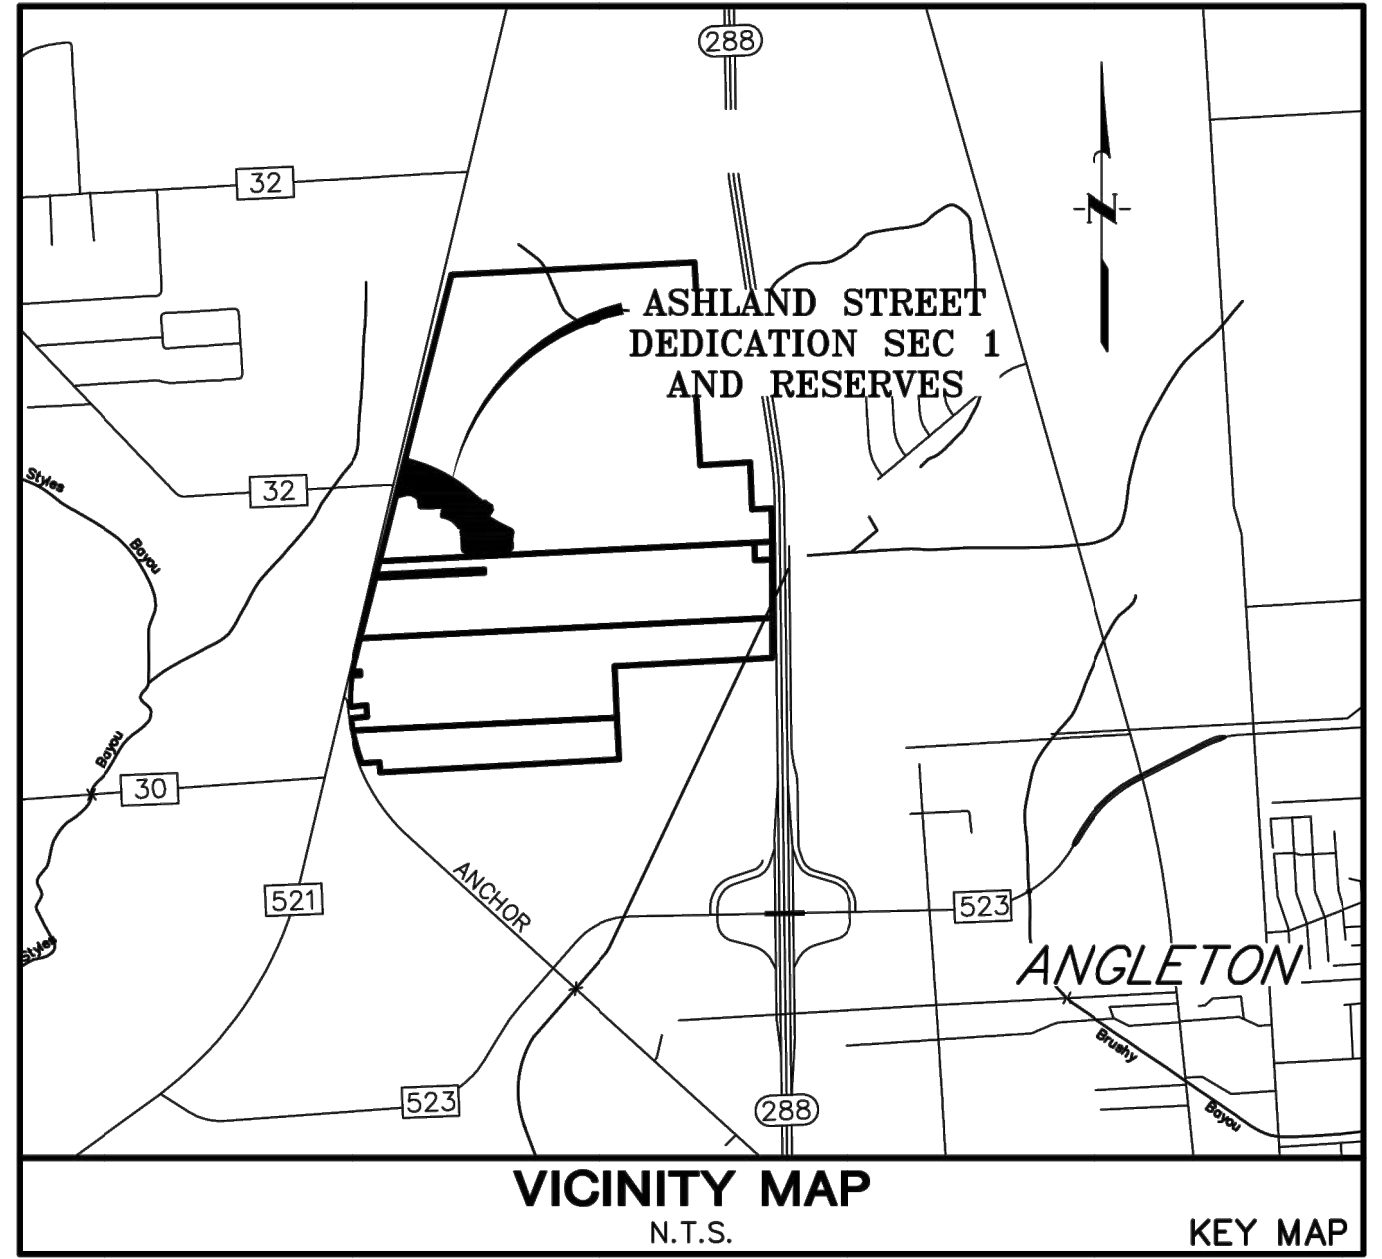 288
32
N
ASHLAND STREET
DEDICATION SEC 1
AND RESERVES
32
Styles
Bayou
Bayou
30
521
ANCHOR
523
Styles
ANGLETON
Brushy
Bayou
523
288
VICINITY MAP
N.T.S.
KEY MAP